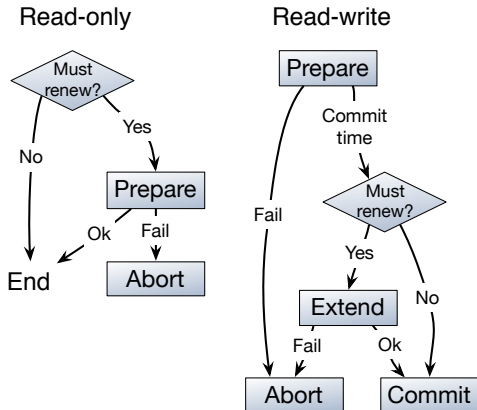 Read-only
Must
renew?
No
Yes
Prepare
Ok
Fail
End
Abort
Read-write
Prepare
Commit
time
Fail
Must
renew?
Yes
No
Extend
Fail
Ok
Abort
Commit